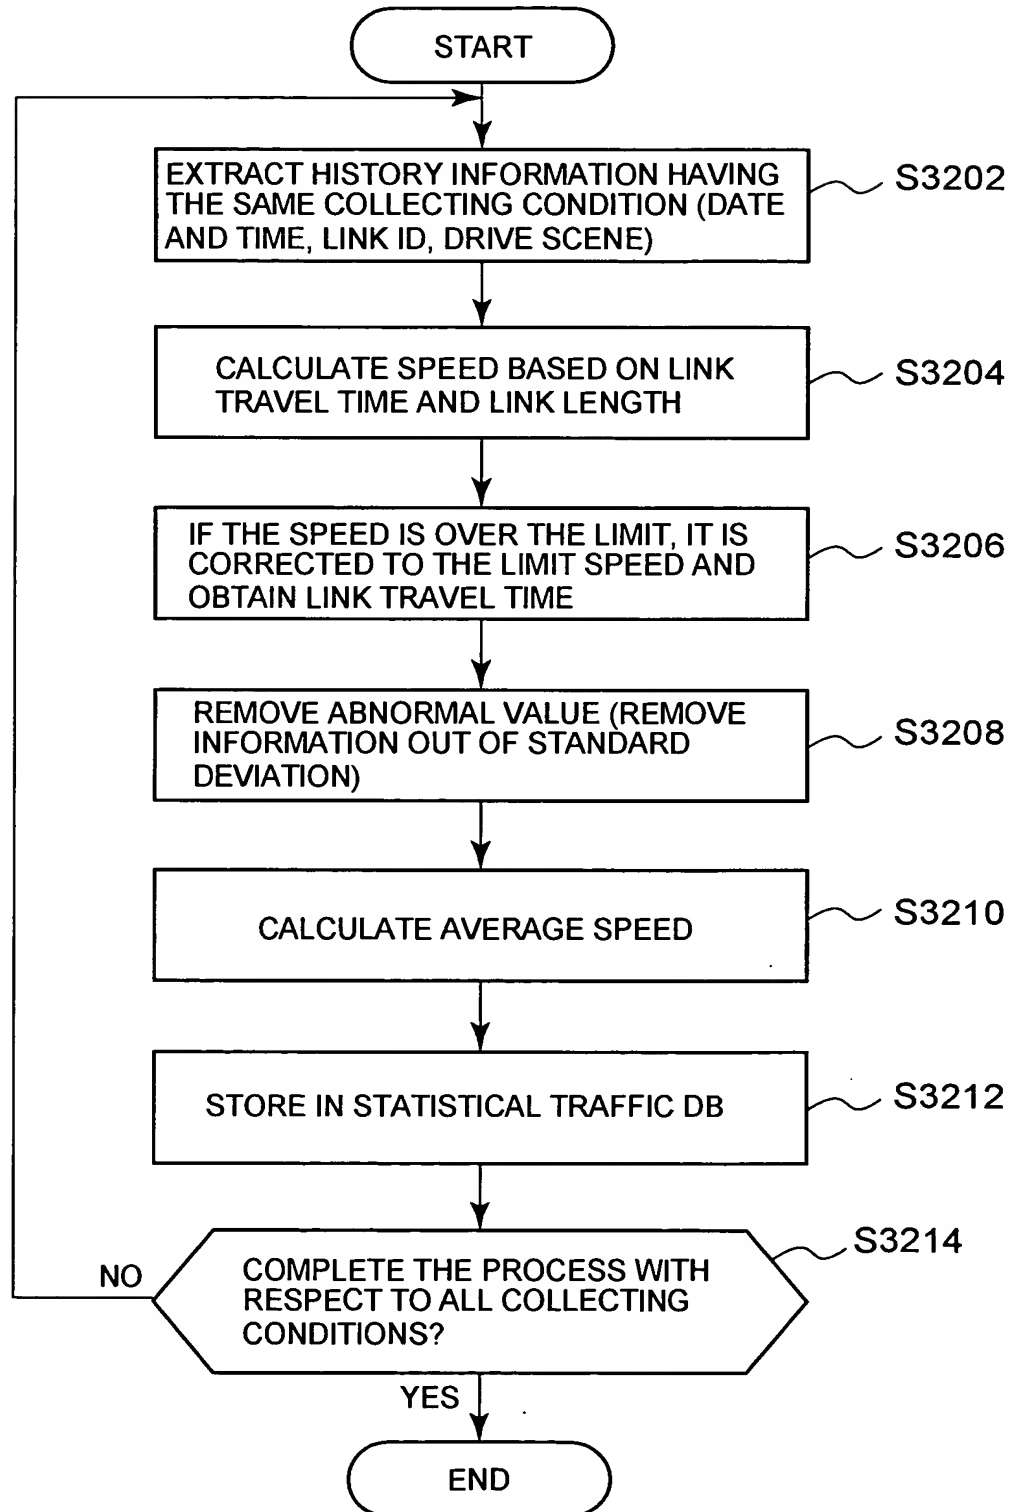 START
EXTRACT HISTORY INFORMATION HAVING
THE SAME COLLECTING CONDITION (DATE
AND TIME, LINK ID, DRIVE SCENE)
S3202
CALCULATE SPEED BASED ON LINK
TRAVEL TIME AND LINK LENGTH
S3204
IF THE SPEED IS OVER THE LIMIT, IT IS
CORRECTED TO THE LIMIT SPEED AND
OBTAIN LINK TRAVEL TIME
S3206
REMOVE ABNORMAL VALUE (REMOVE
INFORMATION OUT OF STANDARD
DEVIATION)
S3208
CALCULATE AVERAGE SPEED
S3210
STORE IN STATISTICAL TRAFFIC DB
S3212
COMPLETE THE PROCESS WITH
RESPECT TO ALL COLLECTING
CONDITIONS?
S3214
NO
YES
END